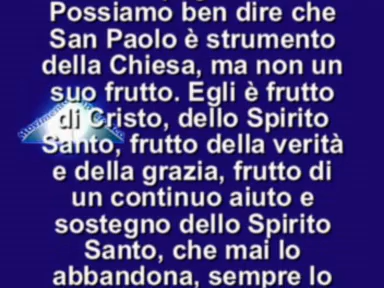 Possiamo ben dire che
San Paolo è strumento
della Chiesa, ma non un
suo frutto. Egli è frutto
di Cristo, dello Spirito
Santo, frutto della verità
e della grazia, frutto di
un continuo aiuto e
sostegno dello Spirito
Santo, che mai lo
abbandona, sempre lo